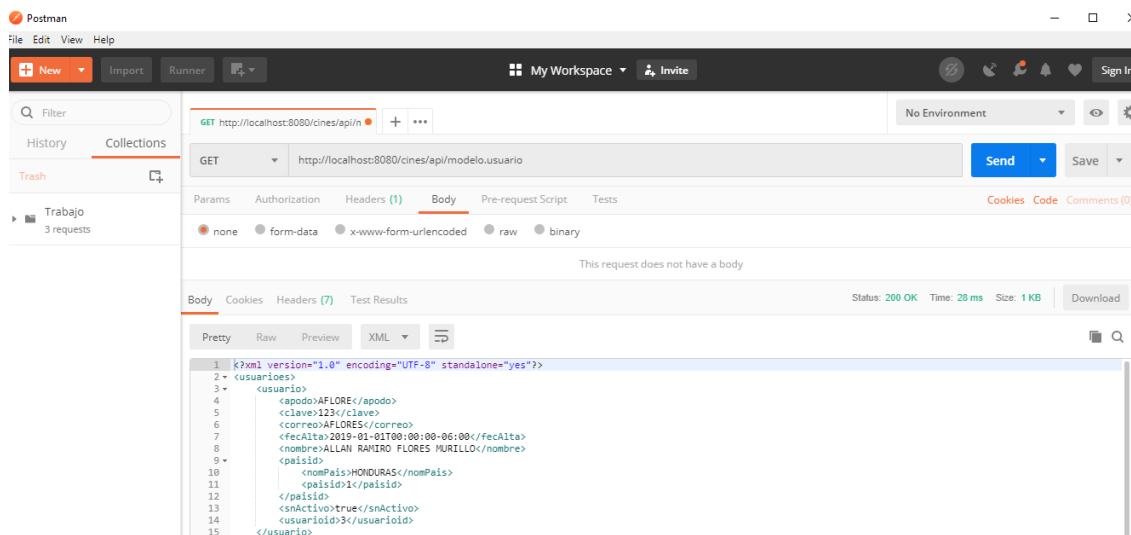 Postman
File Edit View Help
New Import Runner My Workspace Invite Sign In
Filter
History Collections
Trash
Trabajo
3 requests
GET http://localhost:8080/cines/api/n
No Environment
GET http://localhost:8080/cines/api/modelo.usuario Send Save
Params Authorization Headers (1) Body Pre-request Script Tests Cookies Code Comments (0)
none form-data x-www-form-urlencoded raw binary
This request does not have a body
Body Cookies Headers (7) Test Results Status: 200 OK Time: 28 ms Size: 1 KB Download
Pretty Raw Preview XML
1 <?xml version="1.0" encoding="UTF-8" standalone="yes"?>
2 <usuarioes>
3 <usuario>
4 <apodo>AFLORE</apodo>
5 <clave>123</clave>
6 <correo>AFLORES</correo>
7 <fecAlta>2019-01-01T00:00:00-06:00</fecAlta>
8 <nombre>ALLAN RAMIRO FLORES MURILLO</nombre>
9 <paisid>
10 <nomPais>HONDURAS</nomPais>
11 <paisid>1</paisid>
12 </paisid>
13 <snActivo>true</snActivo>
14 <usuarioid>3</usuarioid>
15 </usuario>